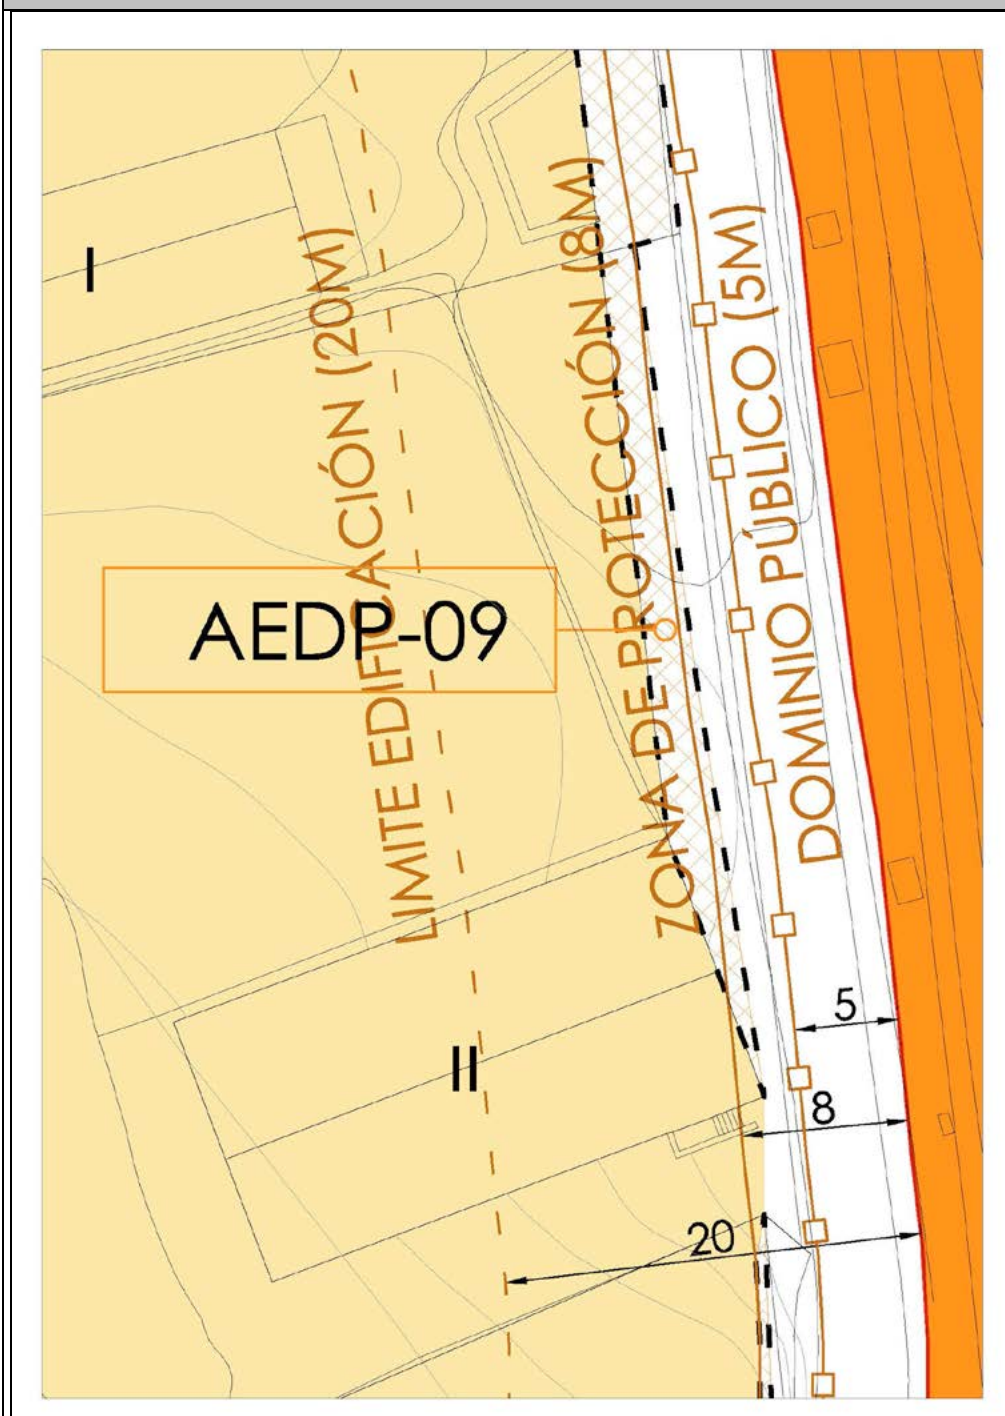 I
LIMITE EDIFICACIÓN (20M)
ZONA DE PROTECCIÓN (8M)
DOMINIO PÚBLICO (5M)
AEDP-09
II
5
8
20